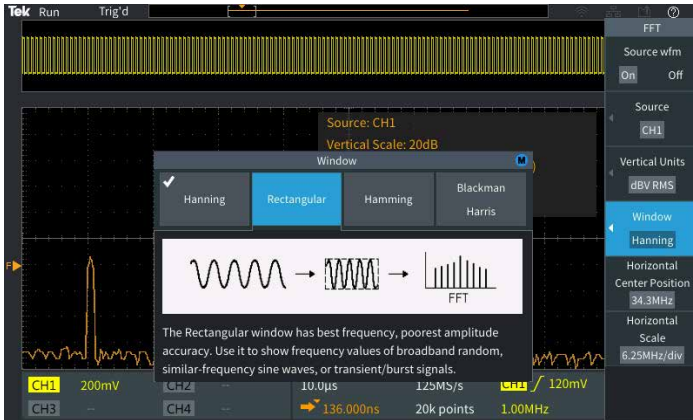 Tek Run Trig'd
FFT
Source wfm
On Off
Source
CH1
Vertical Units
dBV RMS
Window
Hanning
Horizontal
Center Position
34.3MHz
Horizontal
Scale
6.25MHz/div
Source: CH1
Vertical Scale: 20dB
Window M
Hanning
Rectangular
Hamming
Blackman
Harris
FFT
The Rectangular window has best frequency, poorest amplitude
accuracy. Use it to show frequency values of broadband random,
similar-frequency sine waves, or transient/burst signals.
F
CH1 200mV CH2 -- 10.0µs 125MS/s CH1 120mV
CH3 -- CH4 -- 136.000ns 20k points 1.00MHz